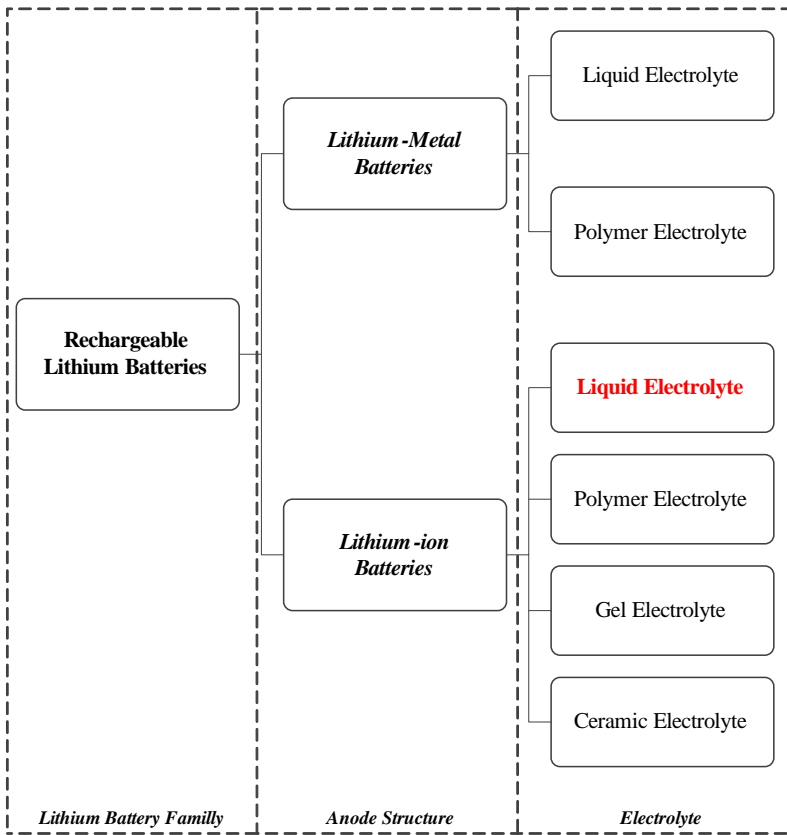 Liquid Electrolyte
Lithium-Metal
Batteries
Polymer Electrolyte
Rechargeable
Lithium Batteries
Liquid Electrolyte
Polymer Electrolyte
Lithium-ion
Batteries
Gel Electrolyte
Ceramic Electrolyte
Lithium Battery Familly
Anode Structure
Electrolyte